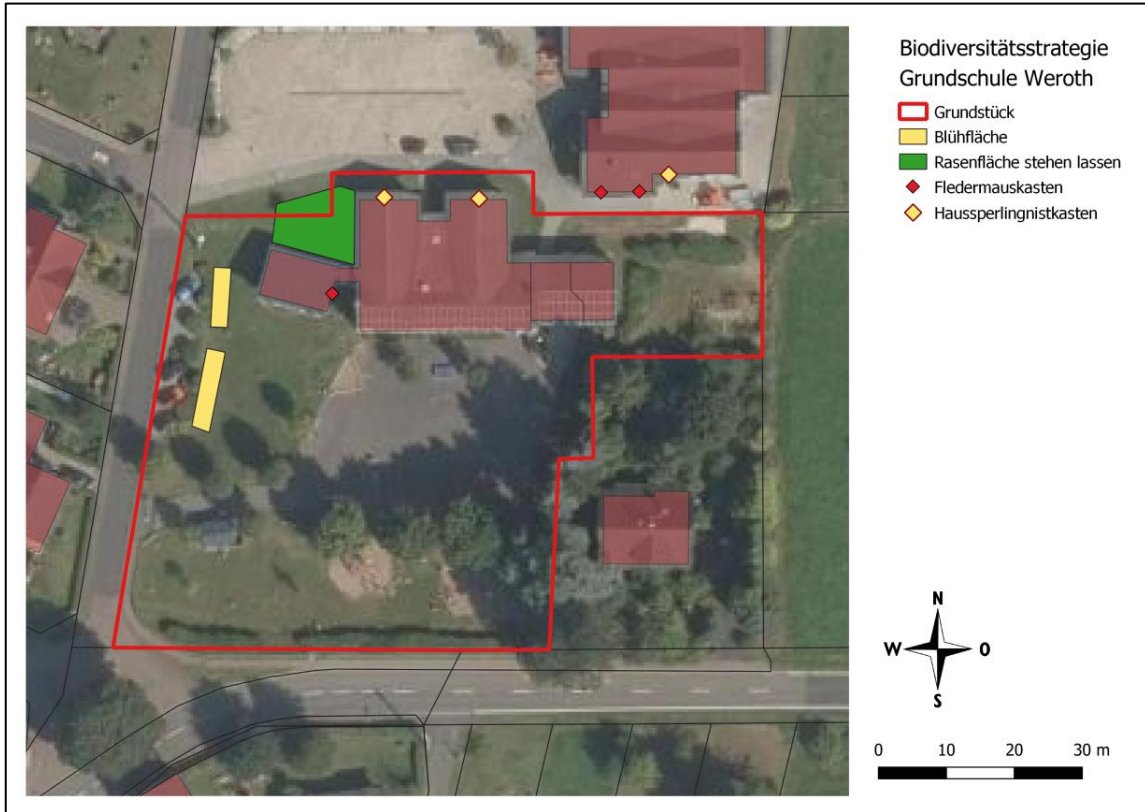 Biodiversitätsstrategie
Grundschule Weroth
Grundstück
Blühfläche
Rasenfläche stehen lassen
Fledermauskasten
Haussperlingnistkasten
N
W O
S
0 10 20 30 m